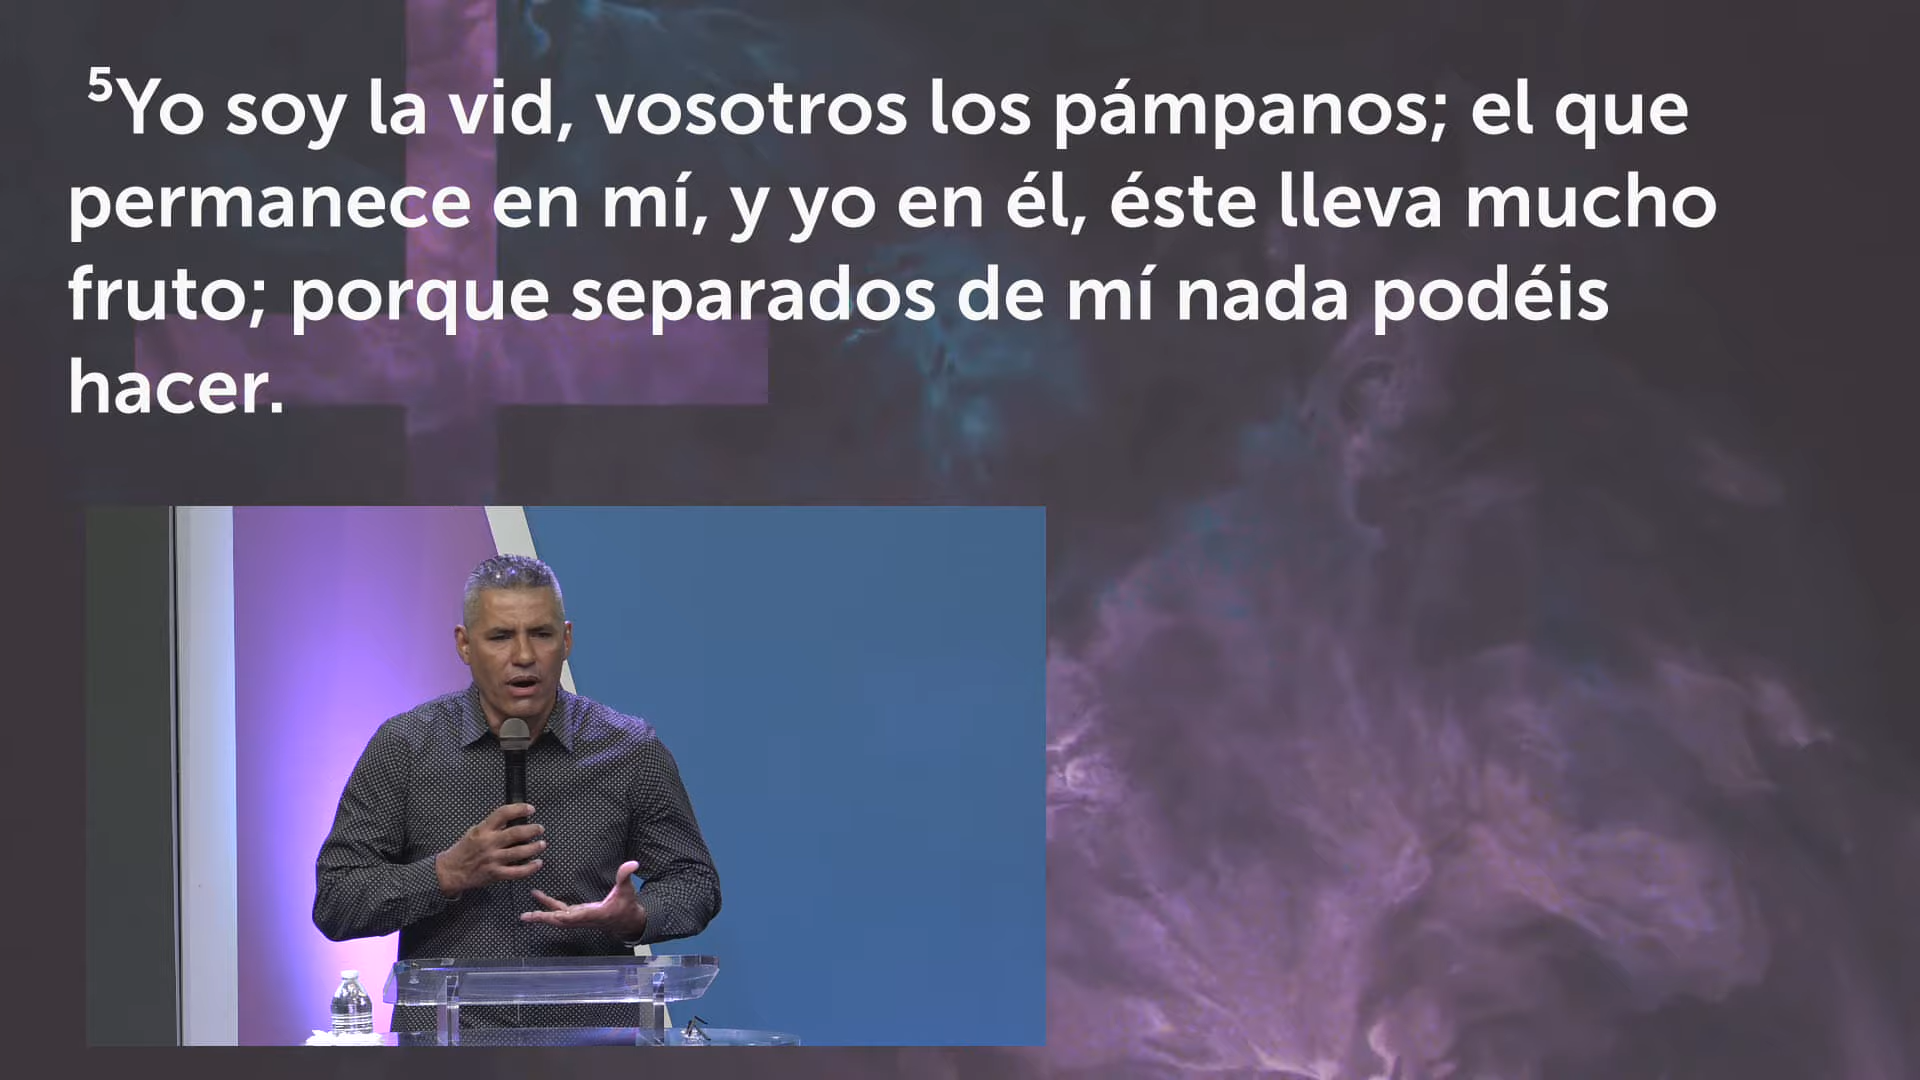 ⁵Yo soy la vid, vosotros los pámpanos; el que
permanece en mí, y yo en él, éste lleva mucho
fruto; porque separados de mí nada podéis
hacer.